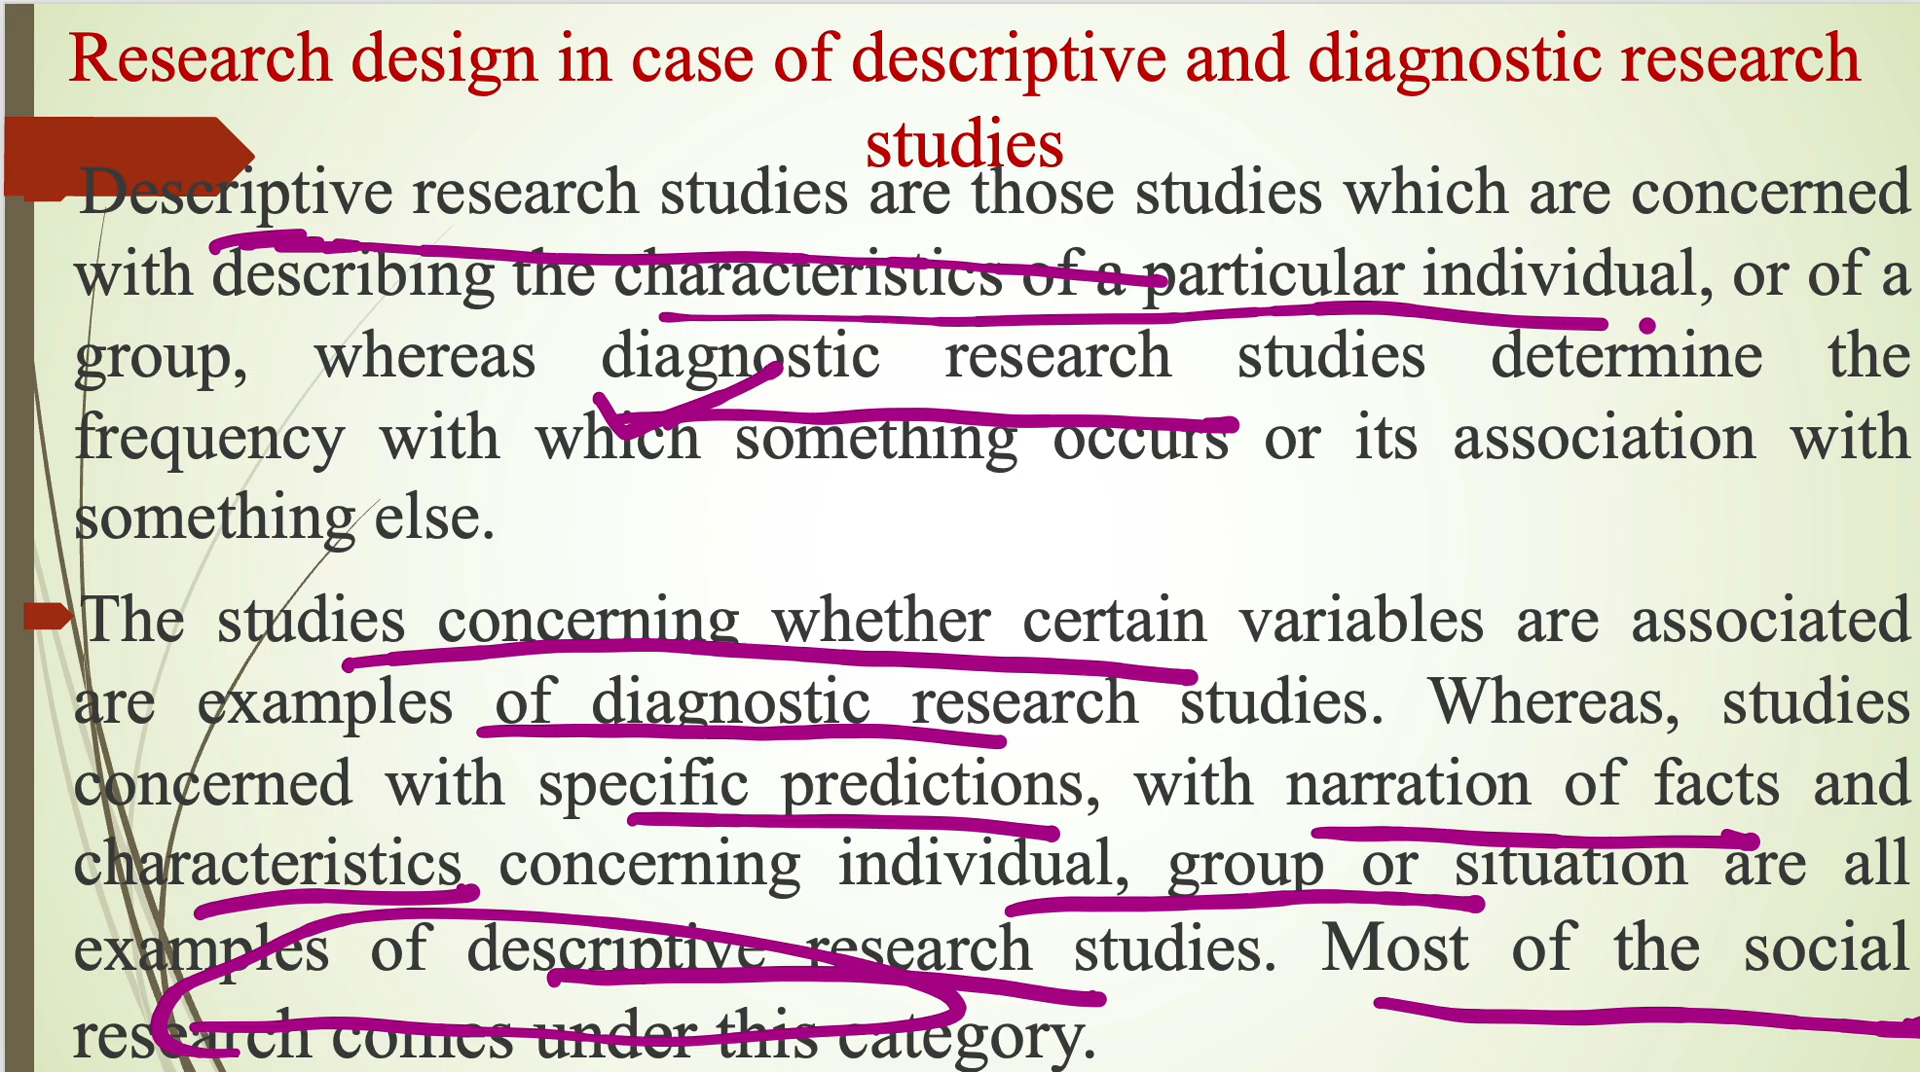 Research design in case of descriptive and diagnostic research
studies
Descriptive research studies are those studies which are concerned
with describing the characteristics of a particular individual, or of a
group, whereas diagnostic research studies determine the
frequency with which something occurs or its association with
something else.
The studies concerning whether certain variables are associated
are examples of diagnostic research studies. Whereas, studies
concerned with specific predictions, with narration of facts and
characteristics concerning individual, group or situation are all
examples of descriptive research studies. Most of the social
research comes under this category.